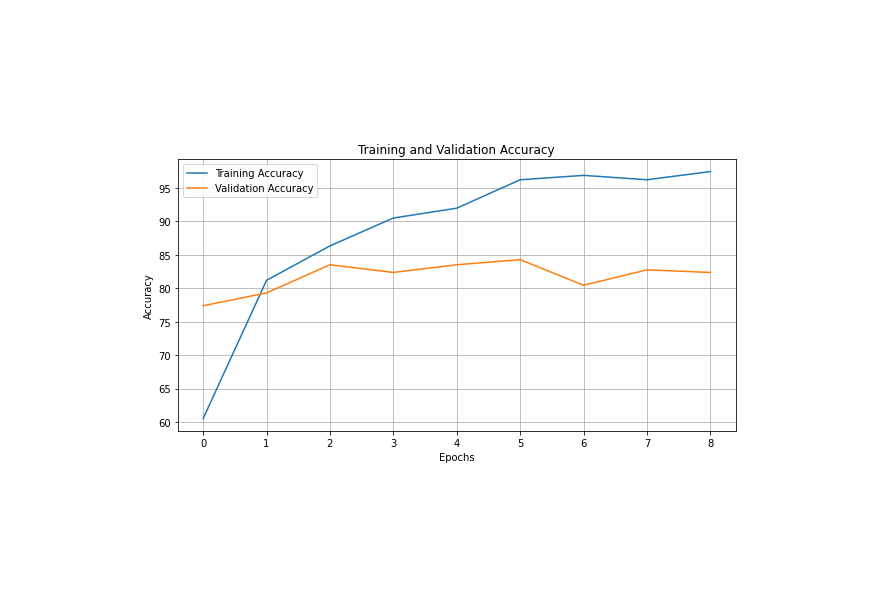 Training and Validation Accuracy
Training Accuracy
Validation Accuracy
95
90
85
80
75
70
65
60
Accuracy
0 1 2 3 4 5 6 7 8
Epochs